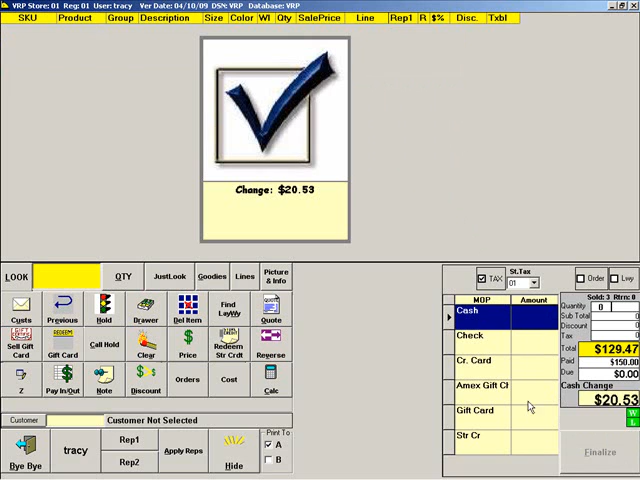 VRP Store: 01 Reg: 01 User: tracy Ver Date: 04/10/09 DSN: VRP Database: VRP
SKU Product Group Description Size Color WI Qty SalePrice Line Rep1 R $% Disc. Txbl
Change: $20.53
LOOK QTY JustLook Goodies Lines Picture & Info
Custs Previous Hold Drawer Del Item Find LayWy Quote
Sell Gift Card REDEEM Gift Card Call Hold Clear Price Redeem Str Crdt Reverse
Z Pay In/Out Note Discount Orders Cost Calc
Customer Customer Not Selected
Bye Bye tracy Rep1 Rep2 Apply Reps Hide Print To A B
TAX St.Tax 01 Order Lwy
MOP Amount
Cash
Check
Cr. Card
Amex Gift Cl
Gift Card
Str Cr
Sold: 3 Rtrn: 0
Quantity 0
Sub Total 0
Discount 0
Tax 0
Total $129.47
Paid $150.00
Due $0.00
Cash Change
$20.53
W
L
Finalize